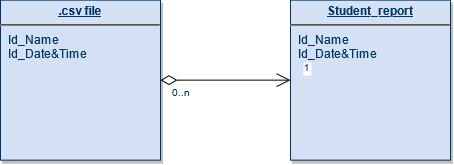 .csv file
Id_Name
Id_Date&Time
0..n
Student_report
Id_Name
Id_Date&Time
1